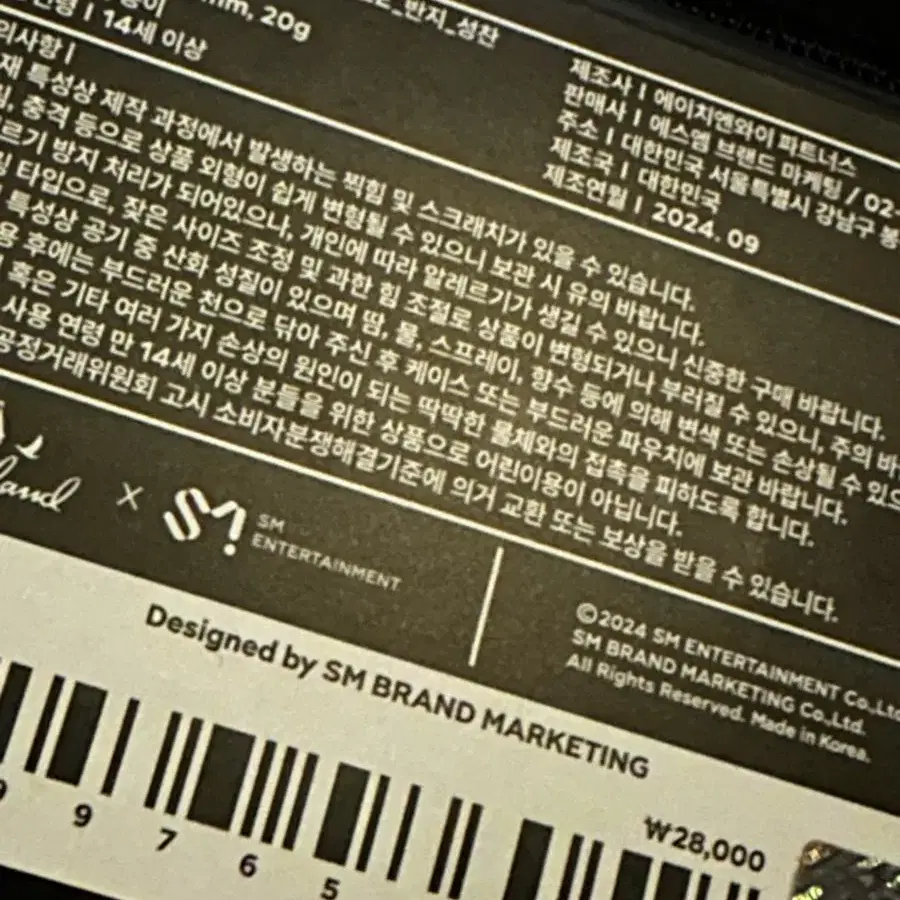 반지_성찬
mm, 20g
14세 이상
의사항 |
제조사 | 에이치엔와이 파트너스
판매사 | 에스엠 브랜드 마케팅 / 02-
주소 | 대한민국 서울특별시 강남구 봉
제조국 | 대한민국
제조연월 | 2024. 09
재 특성상 제작 과정에서 발생하는 찍힘 및 스크래치가 있을 수 있습니다.
충격 등으로 상품 외형이 쉽게 변형될 수 있으니 보관 시 유의 바랍니다.
르기 방지 처리가 되어있으나, 개인에 따라 알레르기가 생길 수 있으니 신중한 구매 바랍니다.
타입으로, 잦은 사이즈 조정 및 과한 힘 조절로 상품이 변형되거나 부러질 수 있으니, 주의 바
특성상 공기 중 산화 성질이 있으며 땀, 물, 스프레이, 향수 등에 의해 변색 또는 손상될 수 있으
용 후에는 부드러운 천으로 닦아 주신 후 케이스 또는 부드러운 파우치에 보관 바랍니다.
혹은 기타 여러 가지 손상의 원인이 되는 딱딱한 물체와의 접촉을 피하도록 합니다.
사용 연령 만 14세 이상 분들을 위한 상품으로 어린이용이 아닙니다.
공정거래위원회 고시 소비자분쟁해결기준에 의거 교환 또는 보상을 받을 수 있습니다.
land × SM SM
ENTERTAINMENT
©2024 SM ENTERTAINMENT Co.,Ltd
SM BRAND MARKETING Co.,Ltd.
All Rights Reserved. Made in Korea.
Designed by SM BRAND MARKETING
₩28,000
9 9 7 6 5